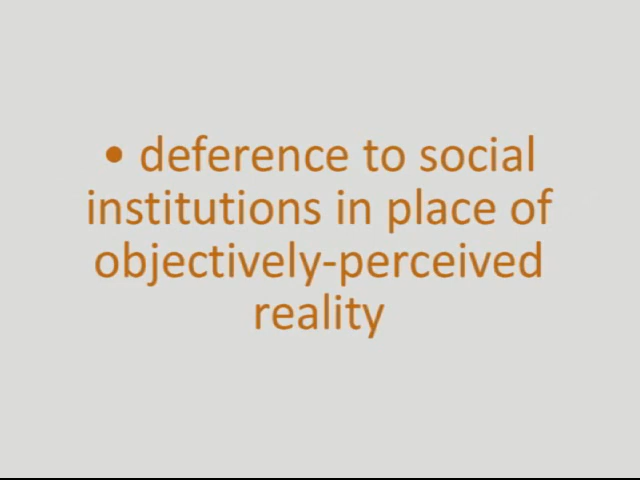 • deference to social
institutions in place of
objectively-perceived
reality